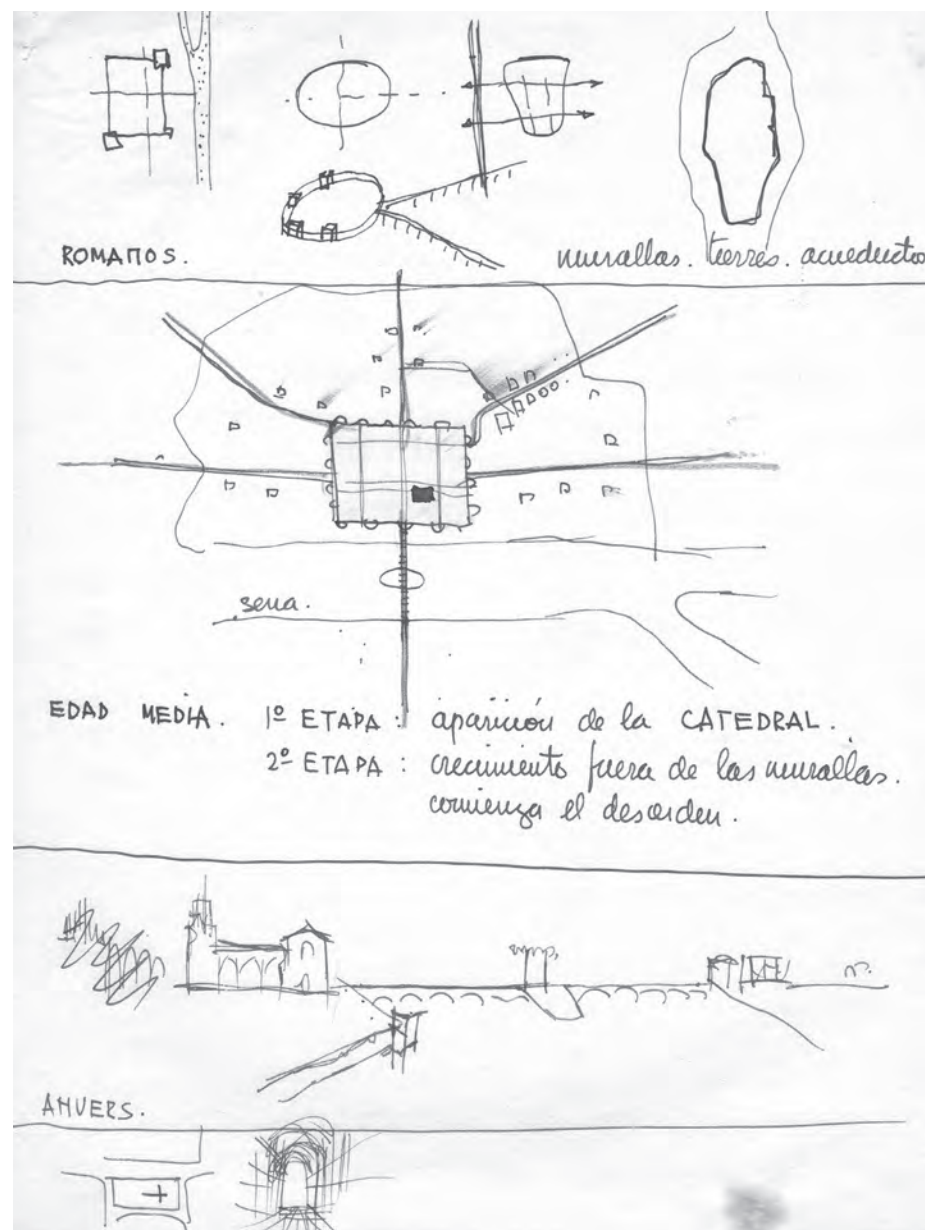 ROMANOS.
murallas. torres. acueductos
sena.
EDAD MEDIA. 1º ETAPA : aparición de la CATEDRAL.
2º ETAPA : crecimiento fuera de las murallas.
comienza el desorden.
AMVERS.